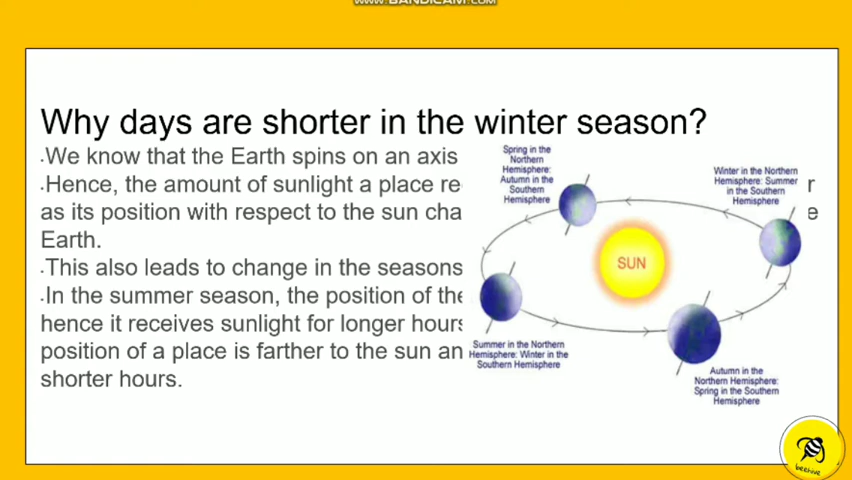 WWW.BANDICAM.COM
Why days are shorter in the winter season?
.We know that the Earth spins on an axis
.Hence, the amount of sunlight a place re
r
as its position with respect to the sun cha
e
Earth.
.This also leads to change in the seasons
.In the summer season, the position of the
hence it receives sunlight for longer hours
position of a place is farther to the sun an
shorter hours.
Spring in the
Northern
Hemisphere:
Autumn in the
Southern
Hemisphere
Winter in the Northern
Hemisphere: Summer
in the Southern
Hemisphere
SUN
Summer in the Northern
Hemisphere: Winter in the
Southern Hemisphere
Autumn in the
Northern Hemisphere:
Spring in the Southern
Hemisphere
beehive